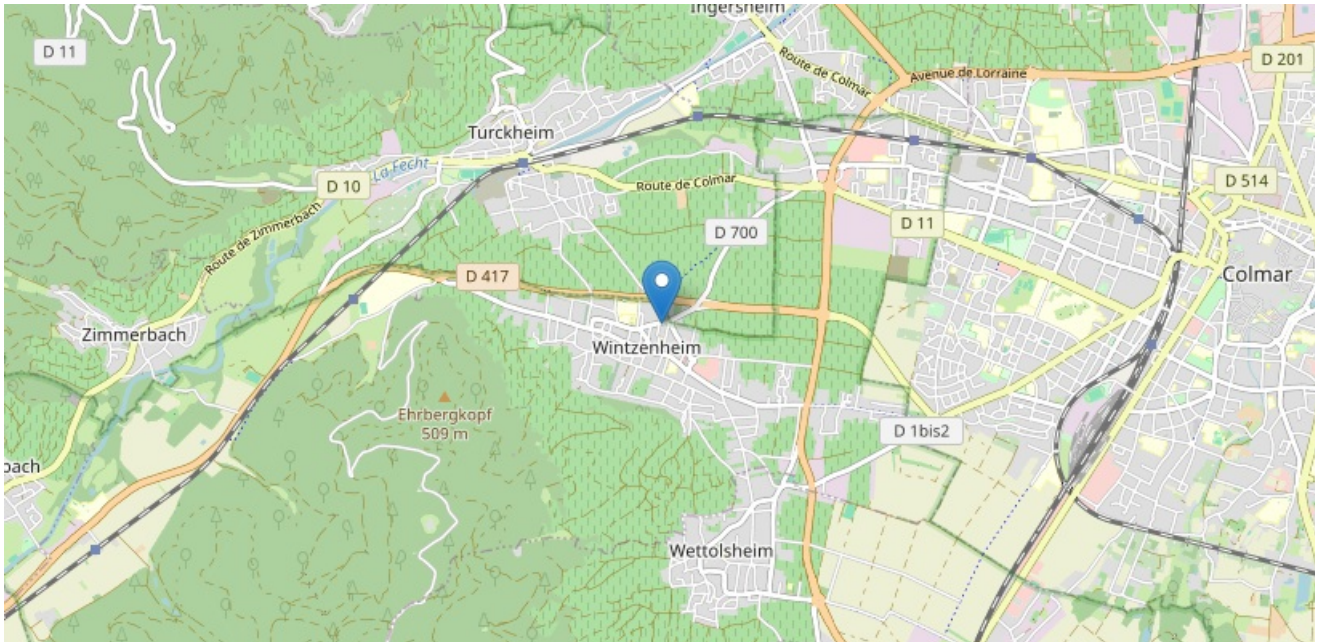 Ingersheim
D 11
D 201
Route de Colmar
Avenue de Lorraine
Turckheim
La Fecht
D 10
Route de Colmar
D 514
Route de Zimmerbach
D 700
D 11
D 417
Colmar
Zimmerbach
Wintzenheim
Ehrbergkopf
509 m
D 1bis2
bach
Wettolsheim